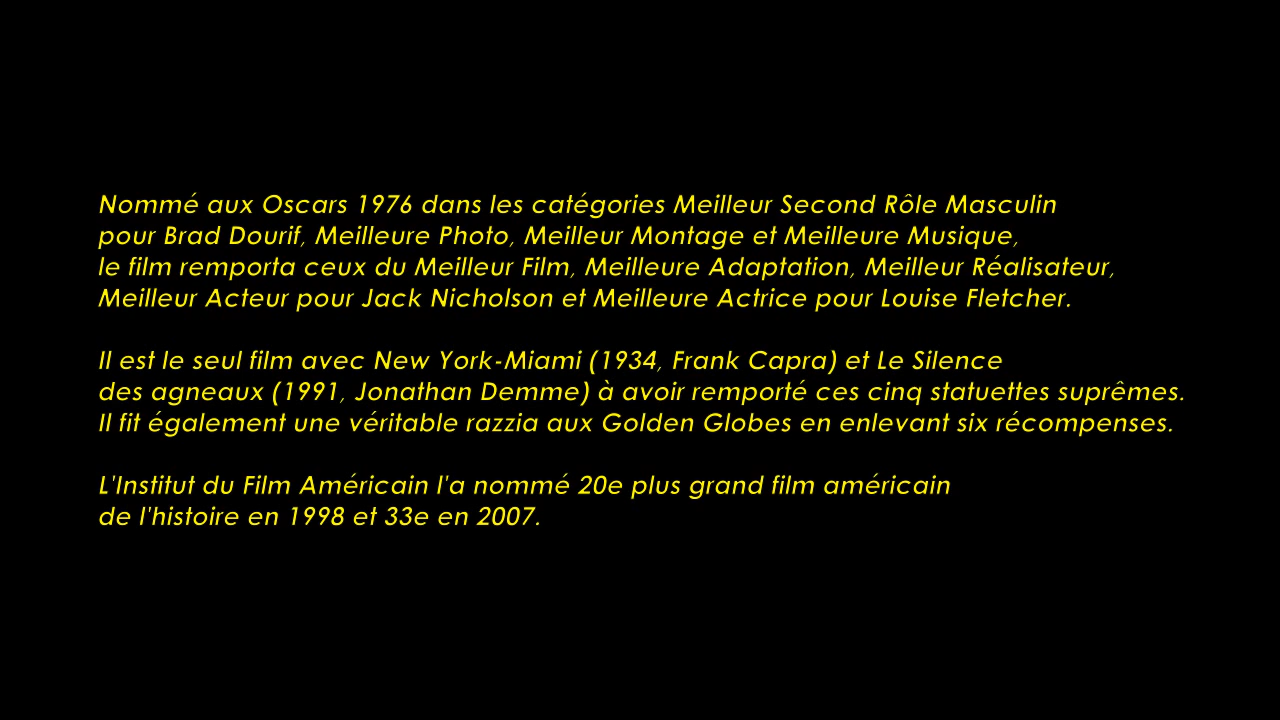 Nommé aux Oscars 1976 dans les catégories Meilleur Second Rôle Masculin
pour Brad Dourif, Meilleure Photo, Meilleur Montage et Meilleure Musique,
le film remporta ceux du Meilleur Film, Meilleure Adaptation, Meilleur Réalisateur,
Meilleur Acteur pour Jack Nicholson et Meilleure Actrice pour Louise Fletcher.
Il est le seul film avec New York-Miami (1934, Frank Capra) et Le Silence
des agneaux (1991, Jonathan Demme) à avoir remporté ces cinq statuettes suprêmes.
Il fit également une véritable razzia aux Golden Globes en enlevant six récompenses.
L'Institut du Film Américain l'a nommé 20e plus grand film américain
de l'histoire en 1998 et 33e en 2007.